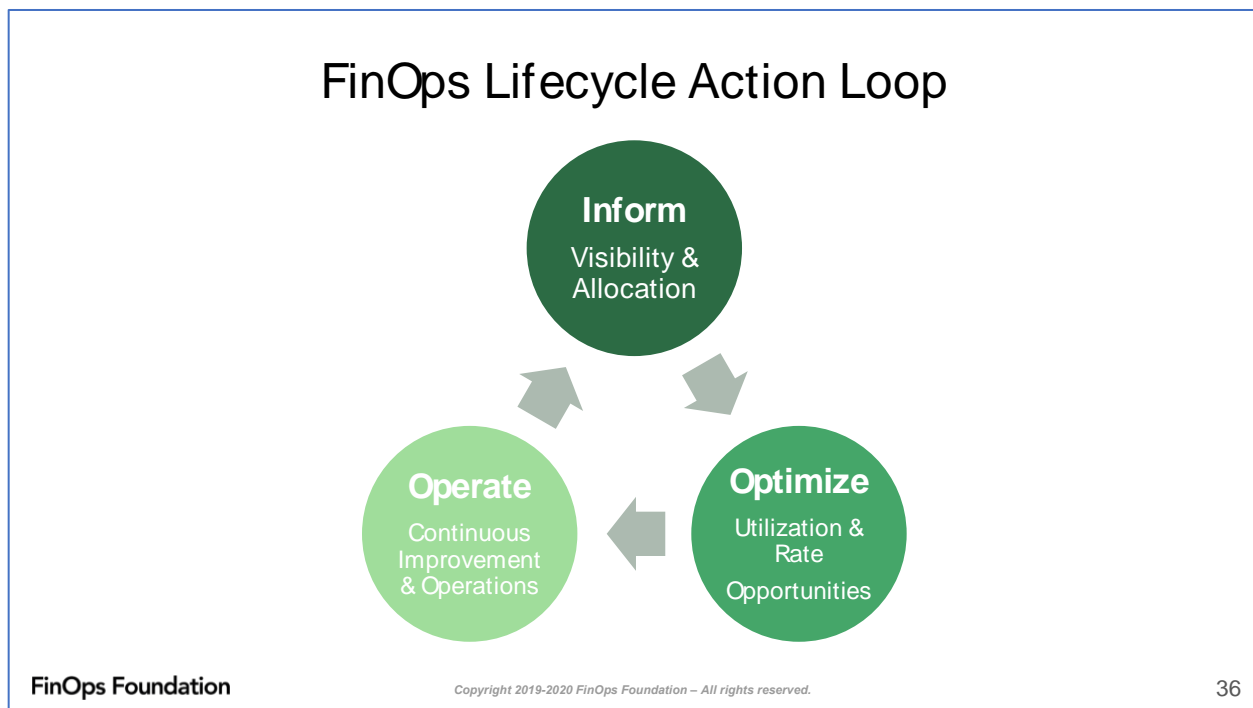 FinOps Lifecycle Action Loop
Inform
Visibility &
Allocation
Optimize
Utilization &
Rate
Opportunities
Operate
Continuous
Improvement
& Operations
FinOps Foundation
Copyright 2019-2020 FinOps Foundation – All rights reserved.
36